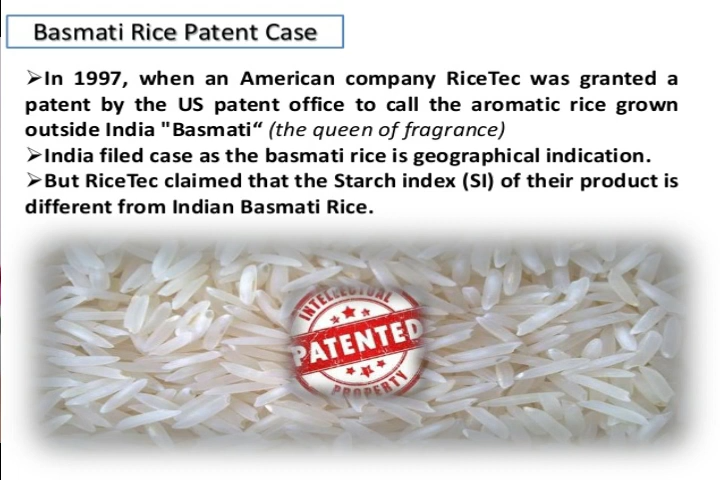 Basmati Rice Patent Case
➢In 1997, when an American company RiceTec was granted a
patent by the US patent office to call the aromatic rice grown
outside India "Basmati“ (the queen of fragrance)
➢India filed case as the basmati rice is geographical indication.
➢But RiceTec claimed that the Starch index (SI) of their product is
different from Indian Basmati Rice.
INTELLECTUAL
PATENTED
PROPERTY